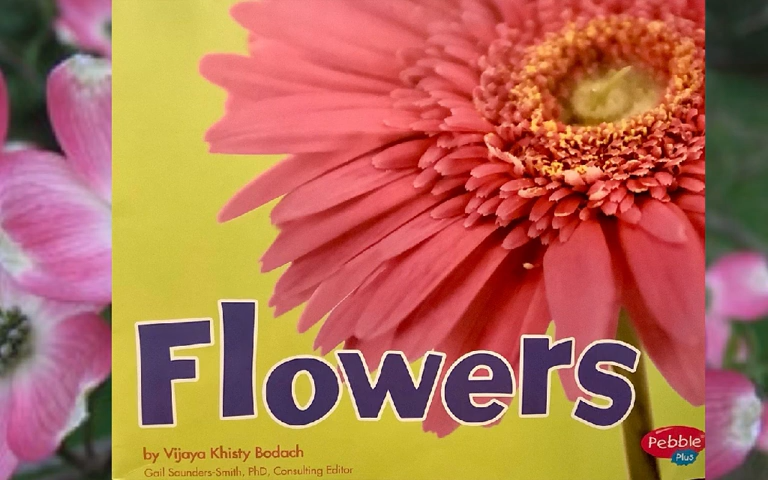 Flowers
by Vijaya Khisty Bodach
Gail Saunders-Smith, PhD, Consulting Editor
Pebble
Plus